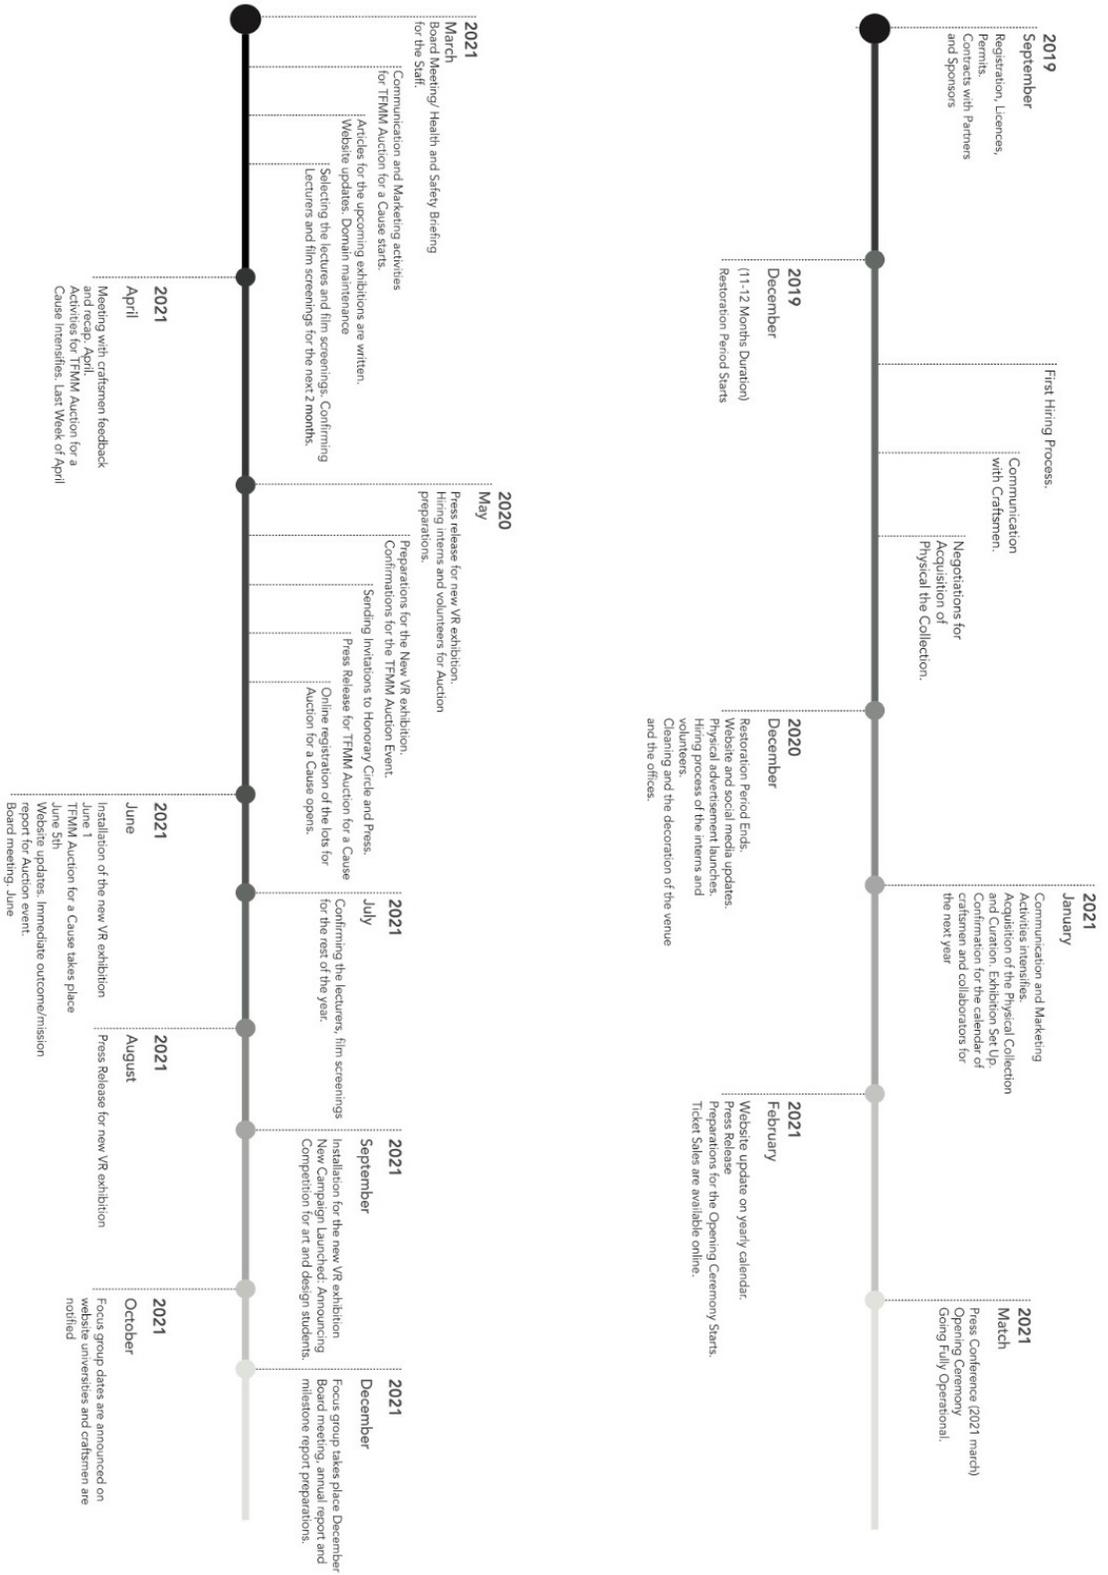 2019
September
Registration, Licences,
Permits.
Contracts with Partners
and Sponsors
2019
December
(11-12 Months Duration)
Restoration Period Starts
First Hiring Process.
Communication
with Craftsmen.
Negotiations for
Acquisition of
Physical the Collection.
2020
December
Restoration Period Ends.
Website and social media updates.
Physical advertisement launches.
Hiring process of the interns and
volunteers.
Cleaning and the decoration of the venue
and the offices.
2021
January
Communication and Marketing
Activities intensifies.
Acquisition of the Physical Collection
and Curation. Exhibition Set Up.
Confirmation for the calendar of
craftsmen and collaborators for
the next year
2021
February
Website update on yearly calendar.
Press Release
Preparations for the Opening Ceremony Starts.
Ticket Sales are available online.
2021
Match
Press Conference (2021 march)
Opening Ceremony
Going Fully Operational.
2021
March
Board Meeting/ Health and Safety Briefing
for the Staff.
Communication and Marketing activities
for TFMM Auction for a Cause starts.
Articles for the upcoming exhibitions are written.
Website updates. Domain maintenance
Selecting the lectures and film screenings. Confirming
Lecturers and film screenings for the next 2 months.
2021
April
Meeting with craftsmen feedback
and recap. April.
Activities for TFMM Auction for a
Cause Intensifies. Last Week of April
2020
May
Press release for new VR exhibition.
Hiring interns and volunteers for Auction
preparations.
Preparations for the New VR exhibition.
Confirmations for the TFMM Auction Event.
Sending Invitations to Honorary Circle and Press.
Press Release for TFMM Auction for a Cause
Online registration of the lots for
Auction for a Cause opens.
2021
June
Installation of the new VR exhibition
June 1
TFMM Auction for a Cause takes place
June 5th
Website updates. Immediate outcome/mission
report for Auction event.
Board meeting. June
2021
July
Confirming the lecturers, film screenings
for the rest of the year.
2021
August
Press Release for new VR exhibition
2021
September
Installation for the new VR exhibition
New Campaign Launched: Announcing
Competition for art and design students.
2021
October
Focus group dates are announced on
website universities and craftsmen are
notified
2021
December
Focus group takes place December
Board meeting, annual report and
milestone report preparations.